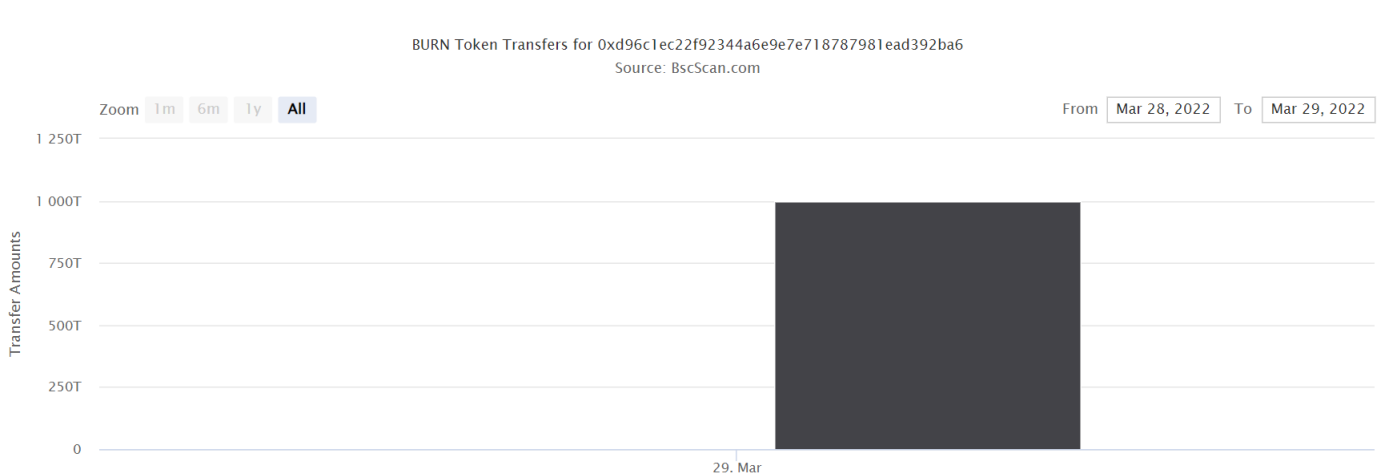 BURN Token Transfers for 0xd96c1ec22f92344a6e9e7e718787981ead392ba6
Source: BscScan.com
Zoom 1m 6m 1y All
From Mar 28, 2022 To Mar 29, 2022
Transfer Amounts
1 250T
1 000T
750T
500T
250T
0
29. Mar